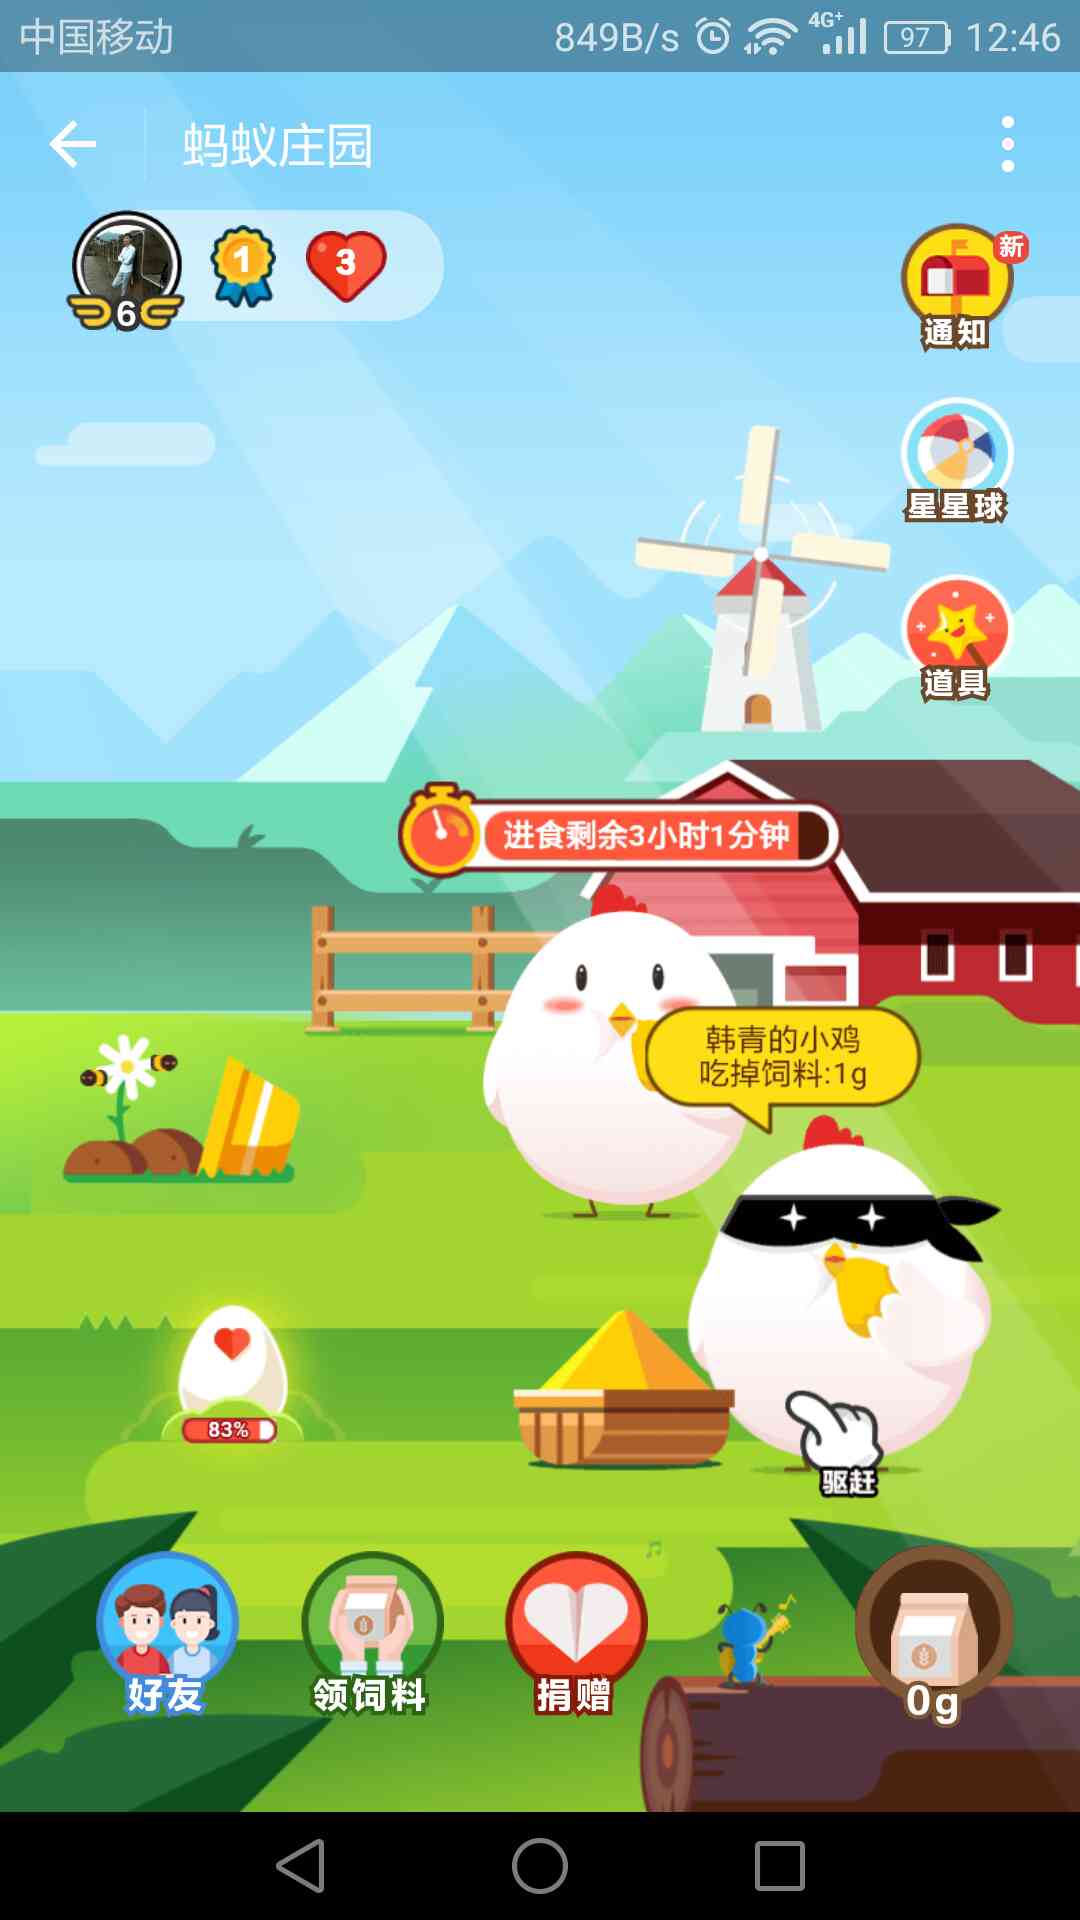 中国移动
849B/s
4G+
97
12:46
蚂蚁庄园
1
3
6
新
通知
星星球
道具
进食剩余3小时1分钟
韩青的小鸡
吃掉饲料:1g
83%
驱赶
好友
领饲料
捐赠
0g